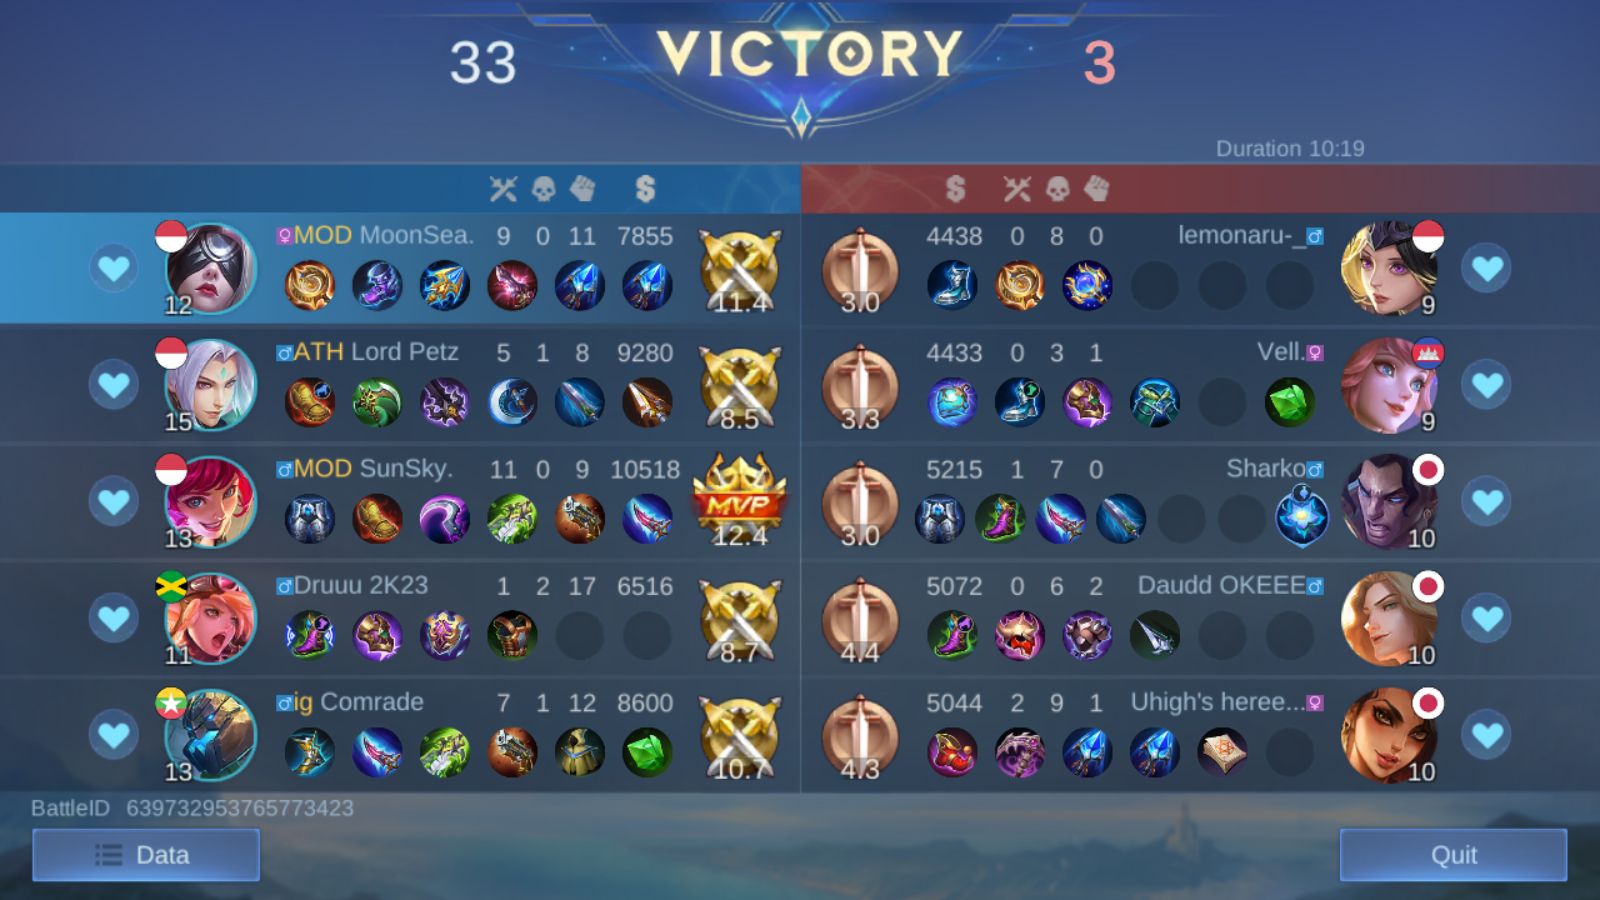 33 VICTORY 3
Duration 10:19
MOD MoonSea. 9 0 11 7855
12 11.4
3.0 4438 0 8 0 lemonaru-_
9
ATH Lord Petz 5 1 8 9280
15 8.5
3.3 4433 0 3 1 Vell.
9
MOD SunSky. 11 0 9 10518
13 MVP 12.4
3.0 5215 1 7 0 Sharko
10
Druuu 2K23 1 2 17 6516
11 8.7
4.4 5072 0 6 2 Daudd OKEEE
10
ig Comrade 7 1 12 8600
13 10.7
4.3 5044 2 9 1 Uhigh's heree...
10
BattleID 639732953765773423
Data
Quit